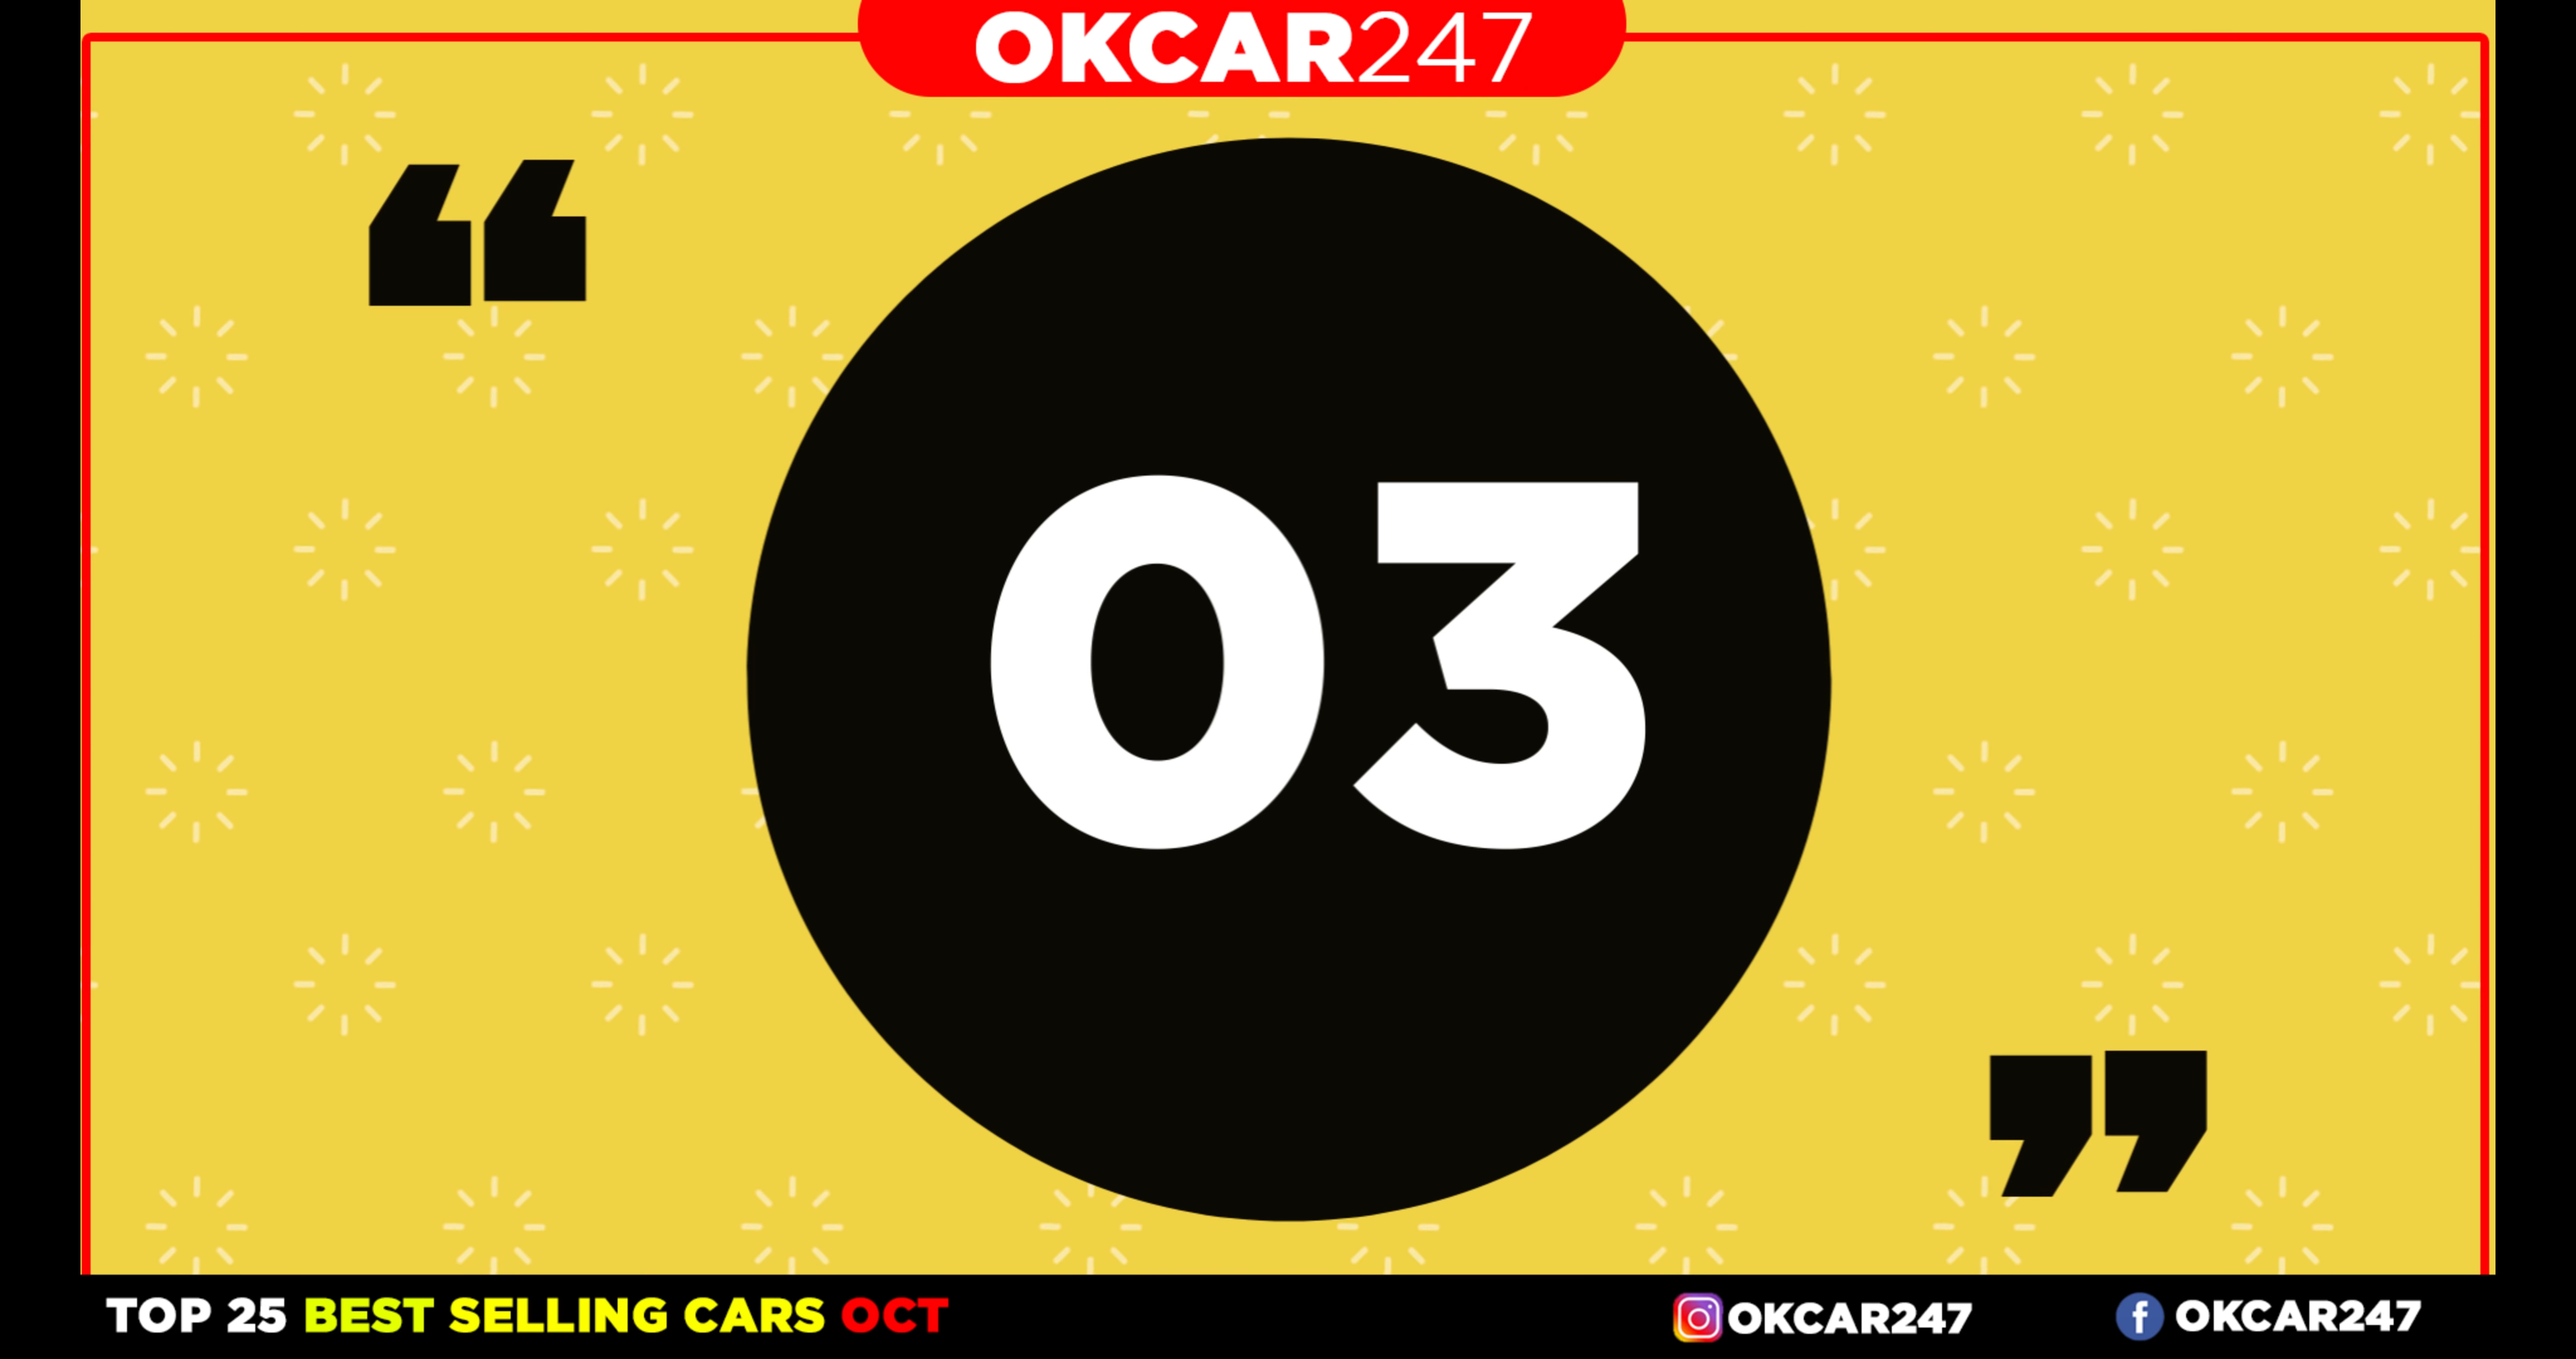 OKCAR247
“
03
”
TOP 25 BEST SELLING CARS OCT
OKCAR247
OKCAR247